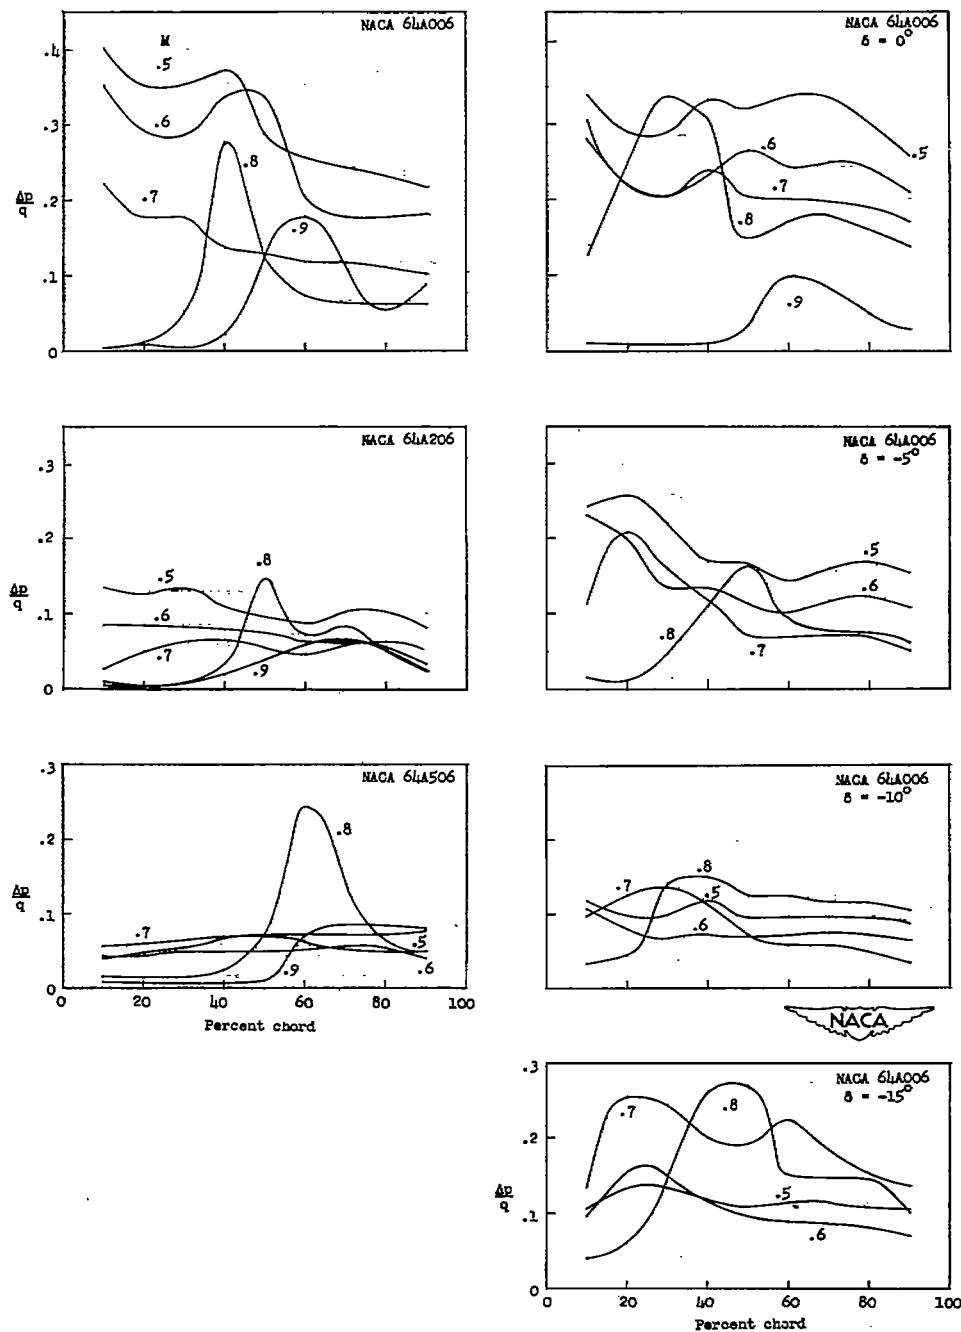 NACA 64A006
M
.4
.5
.3
.6
.8
.2
.7
.9
Δp
q
.1
0
NACA 64A006
δ = 0°
.5
.6
.7
.8
.9
NACA 64A206
.3
.2
.8
.5
Δp
q
.1
.6
.7
.9
0
NACA 64A006
δ = -5°
.5
.6
.8
.7
.3
NACA 64A506
.2
.8
Δp
q
.1
.7
.5
.9
.6
0
0 20 40 60 80 100
Percent chord
NACA 64A006
δ = -10°
.8
.7
.5
.6
NACA
.3
NACA 64A006
δ = -15°
.7
.8
.2
Δp
q
.5
.1
.6
0
0 20 40 60 80 100
Percent chord